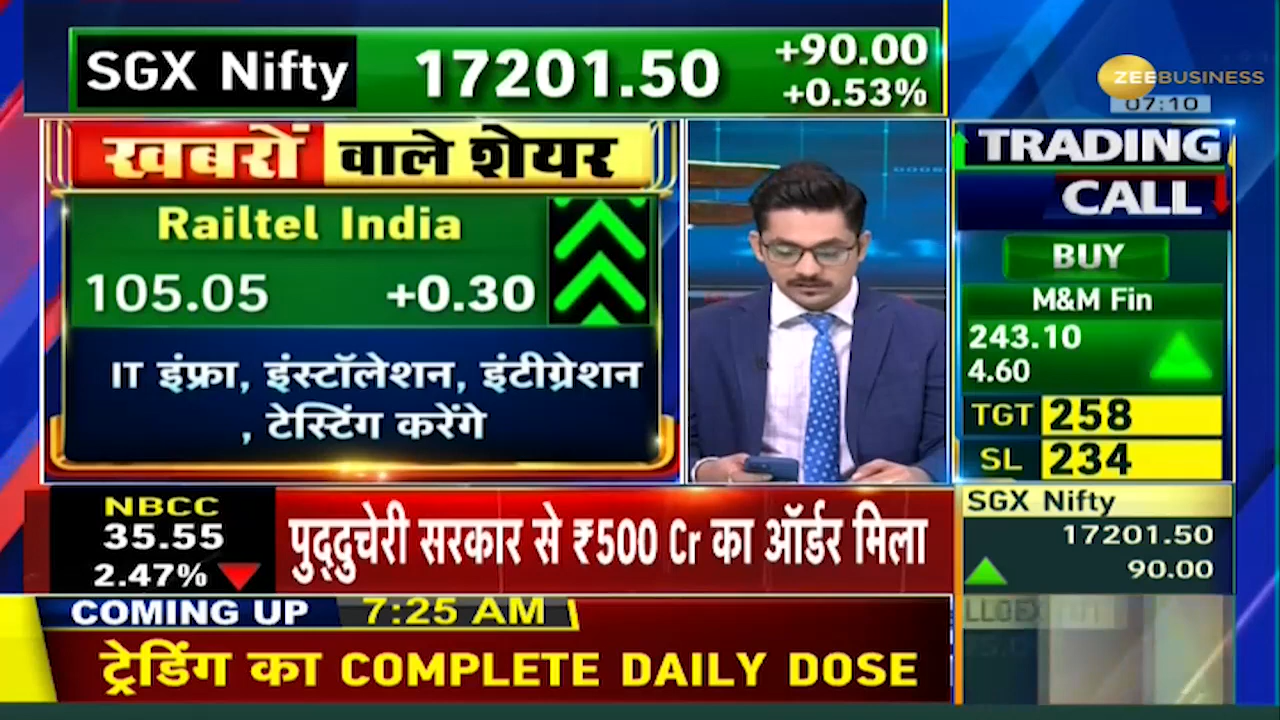 SGX Nifty
17201.50
+90.00
+0.53%
ZEEBUSINESS
07:10
खबरों वाले शेयर
Railtel India
105.05
+0.30
IT इंफ्रा, इंस्टॉलेशन, इंटीग्रेशन
, टेस्टिंग करेंगे
TRADING
CALL
BUY
M&M Fin
243.10
4.60
TGT 258
SL 234
NBCC
35.55
2.47%
पुद्दुचेरी सरकार से ₹500 Cr का ऑर्डर मिला
SGX Nifty
17201.50
90.00
COMING UP 7:25 AM
ट्रेडिंग का COMPLETE DAILY DOSE